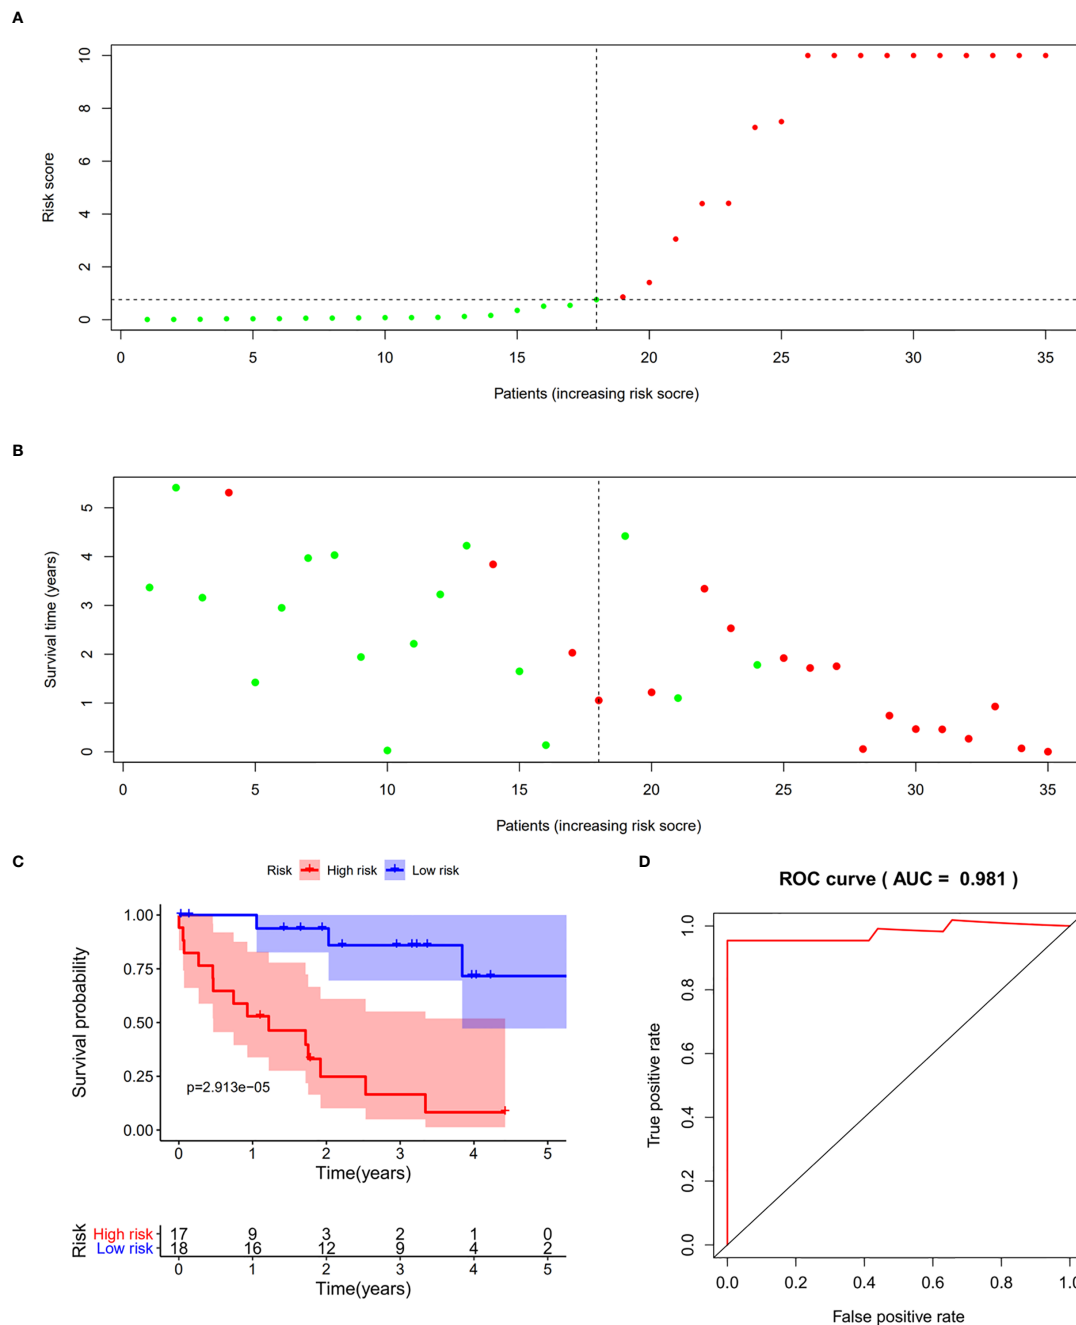 A
10
8
6
4
2
0
Risk score
0 5 10 15 20 25 30 35
Patients (increasing risk socre)
B
5
4
3
2
1
0
Survival time (years)
0 5 10 15 20 25 30 35
Patients (increasing risk socre)
C
Risk High risk Low risk
1.00
0.75
0.50
0.25
0.00
Survival probability
p=2.913e−05
0 1 2 3 4 5
Time(years)
Risk
High risk 17 9 3 2 1 0
Low risk 18 16 12 9 4 2
0 1 2 3 4 5
Time(years)
D
ROC curve ( AUC = 0.981 )
1.0
0.8
0.6
0.4
0.2
0.0
True positive rate
0.0 0.2 0.4 0.6 0.8 1.0
False positive rate